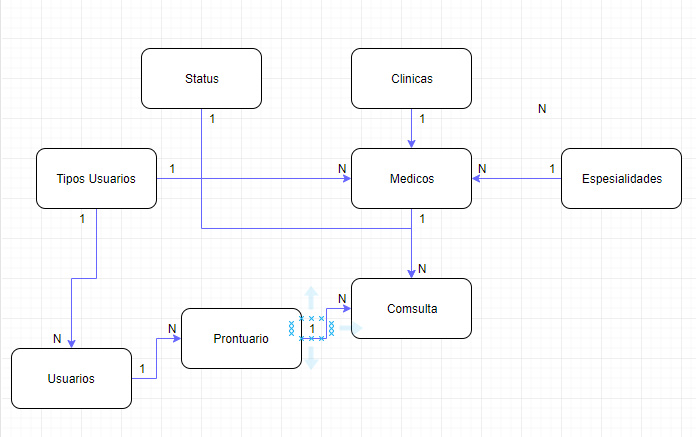 Status
Clinicas
1
1
N
Tipos Usuarios
1
N
Medicos
N
1
Espesialidades
1
1
N
Comsulta
N
1
Prontuario
N
N
1
Usuarios